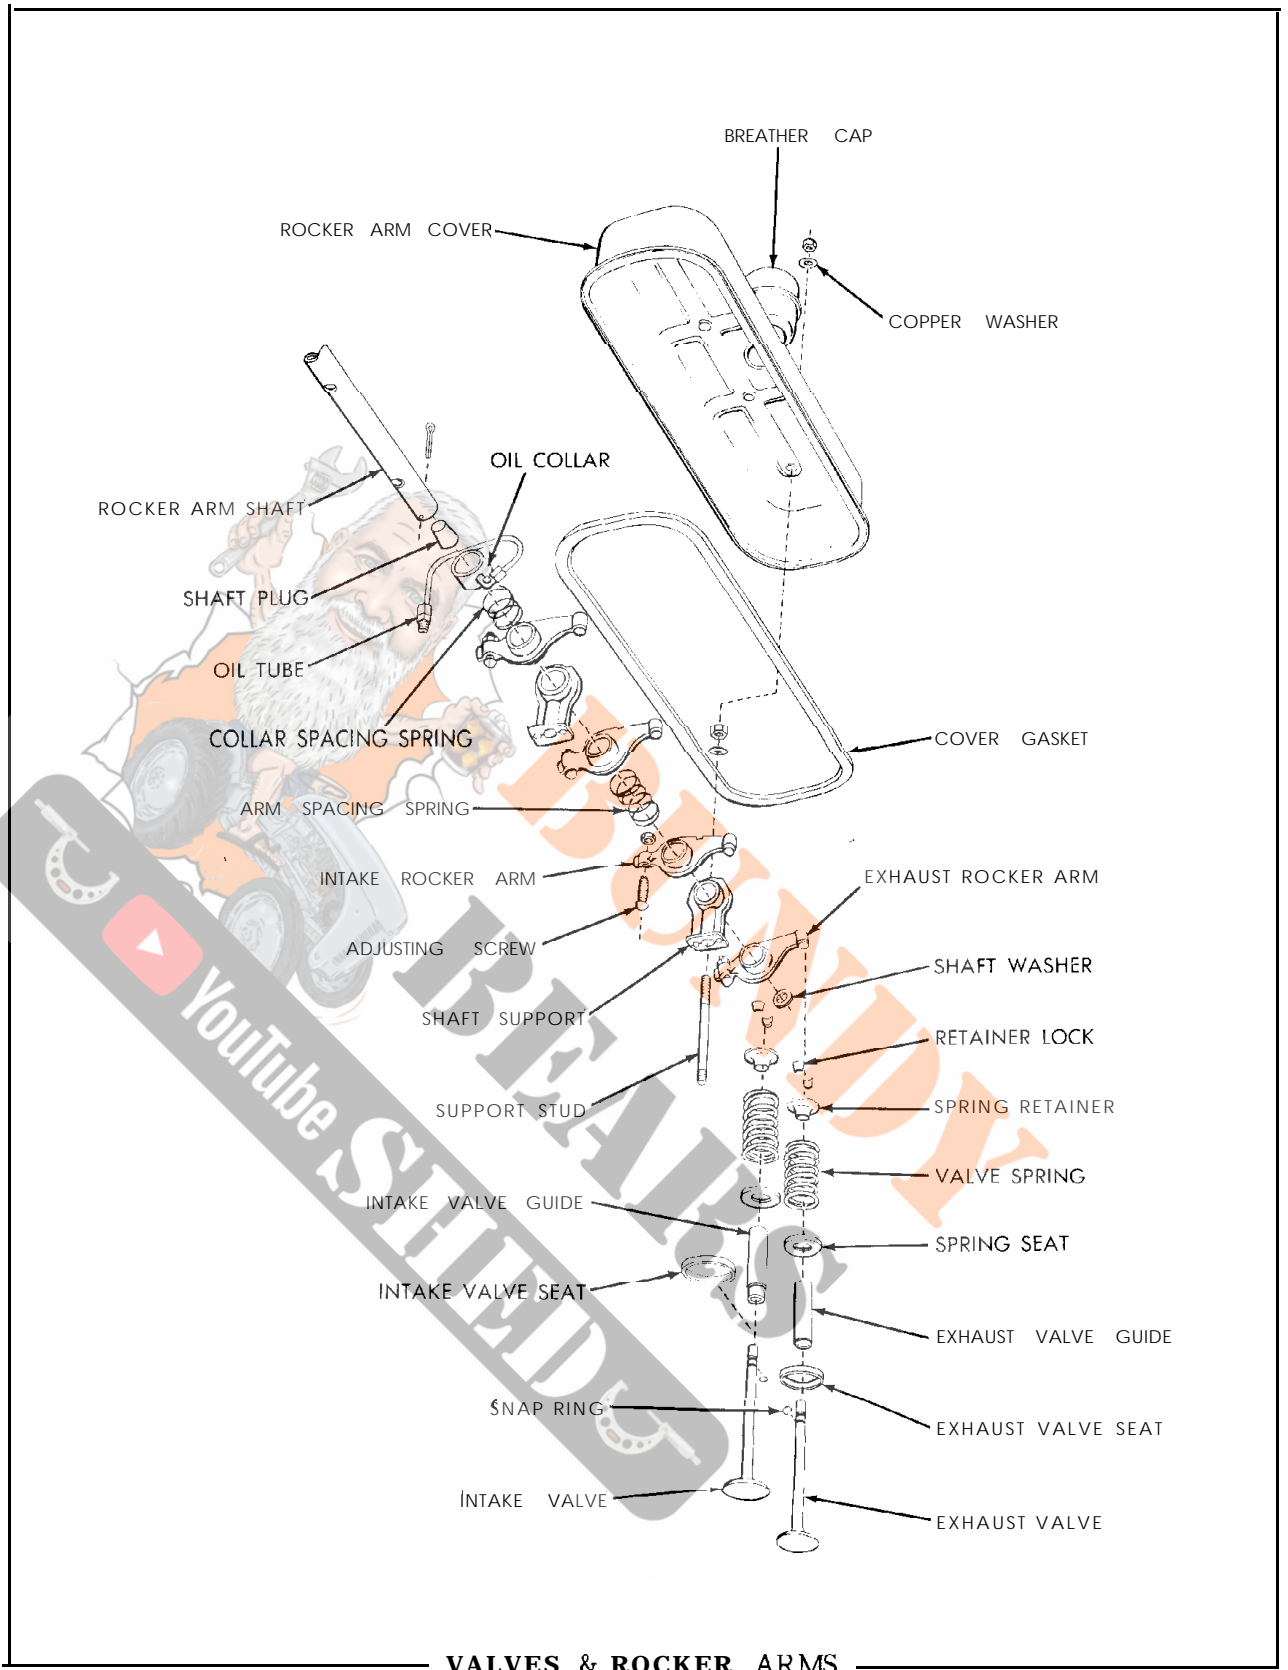 BREATHER CAP
ROCKER ARM COVER
COPPER WASHER
OIL COLLAR
ROCKER ARM SHAFT
SHAFT PLUG
OIL TUBE
COLLAR SPACING SPRING
COVER GASKET
ARM SPACING SPRING
INTAKE ROCKER ARM
EXHAUST ROCKER ARM
ADJUSTING SCREW
SHAFT WASHER
SHAFT SUPPORT
RETAINER LOCK
SUPPORT STUD
SPRING RETAINER
VALVE SPRING
INTAKE VALVE GUIDE
SPRING SEAT
INTAKE VALVE SEAT
EXHAUST VALVE GUIDE
SNAP RING
EXHAUST VALVE SEAT
INTAKE VALVE
EXHAUST VALVE
BUNDY
BEARS
YouTube SHED
VALVES & ROCKER ARMS